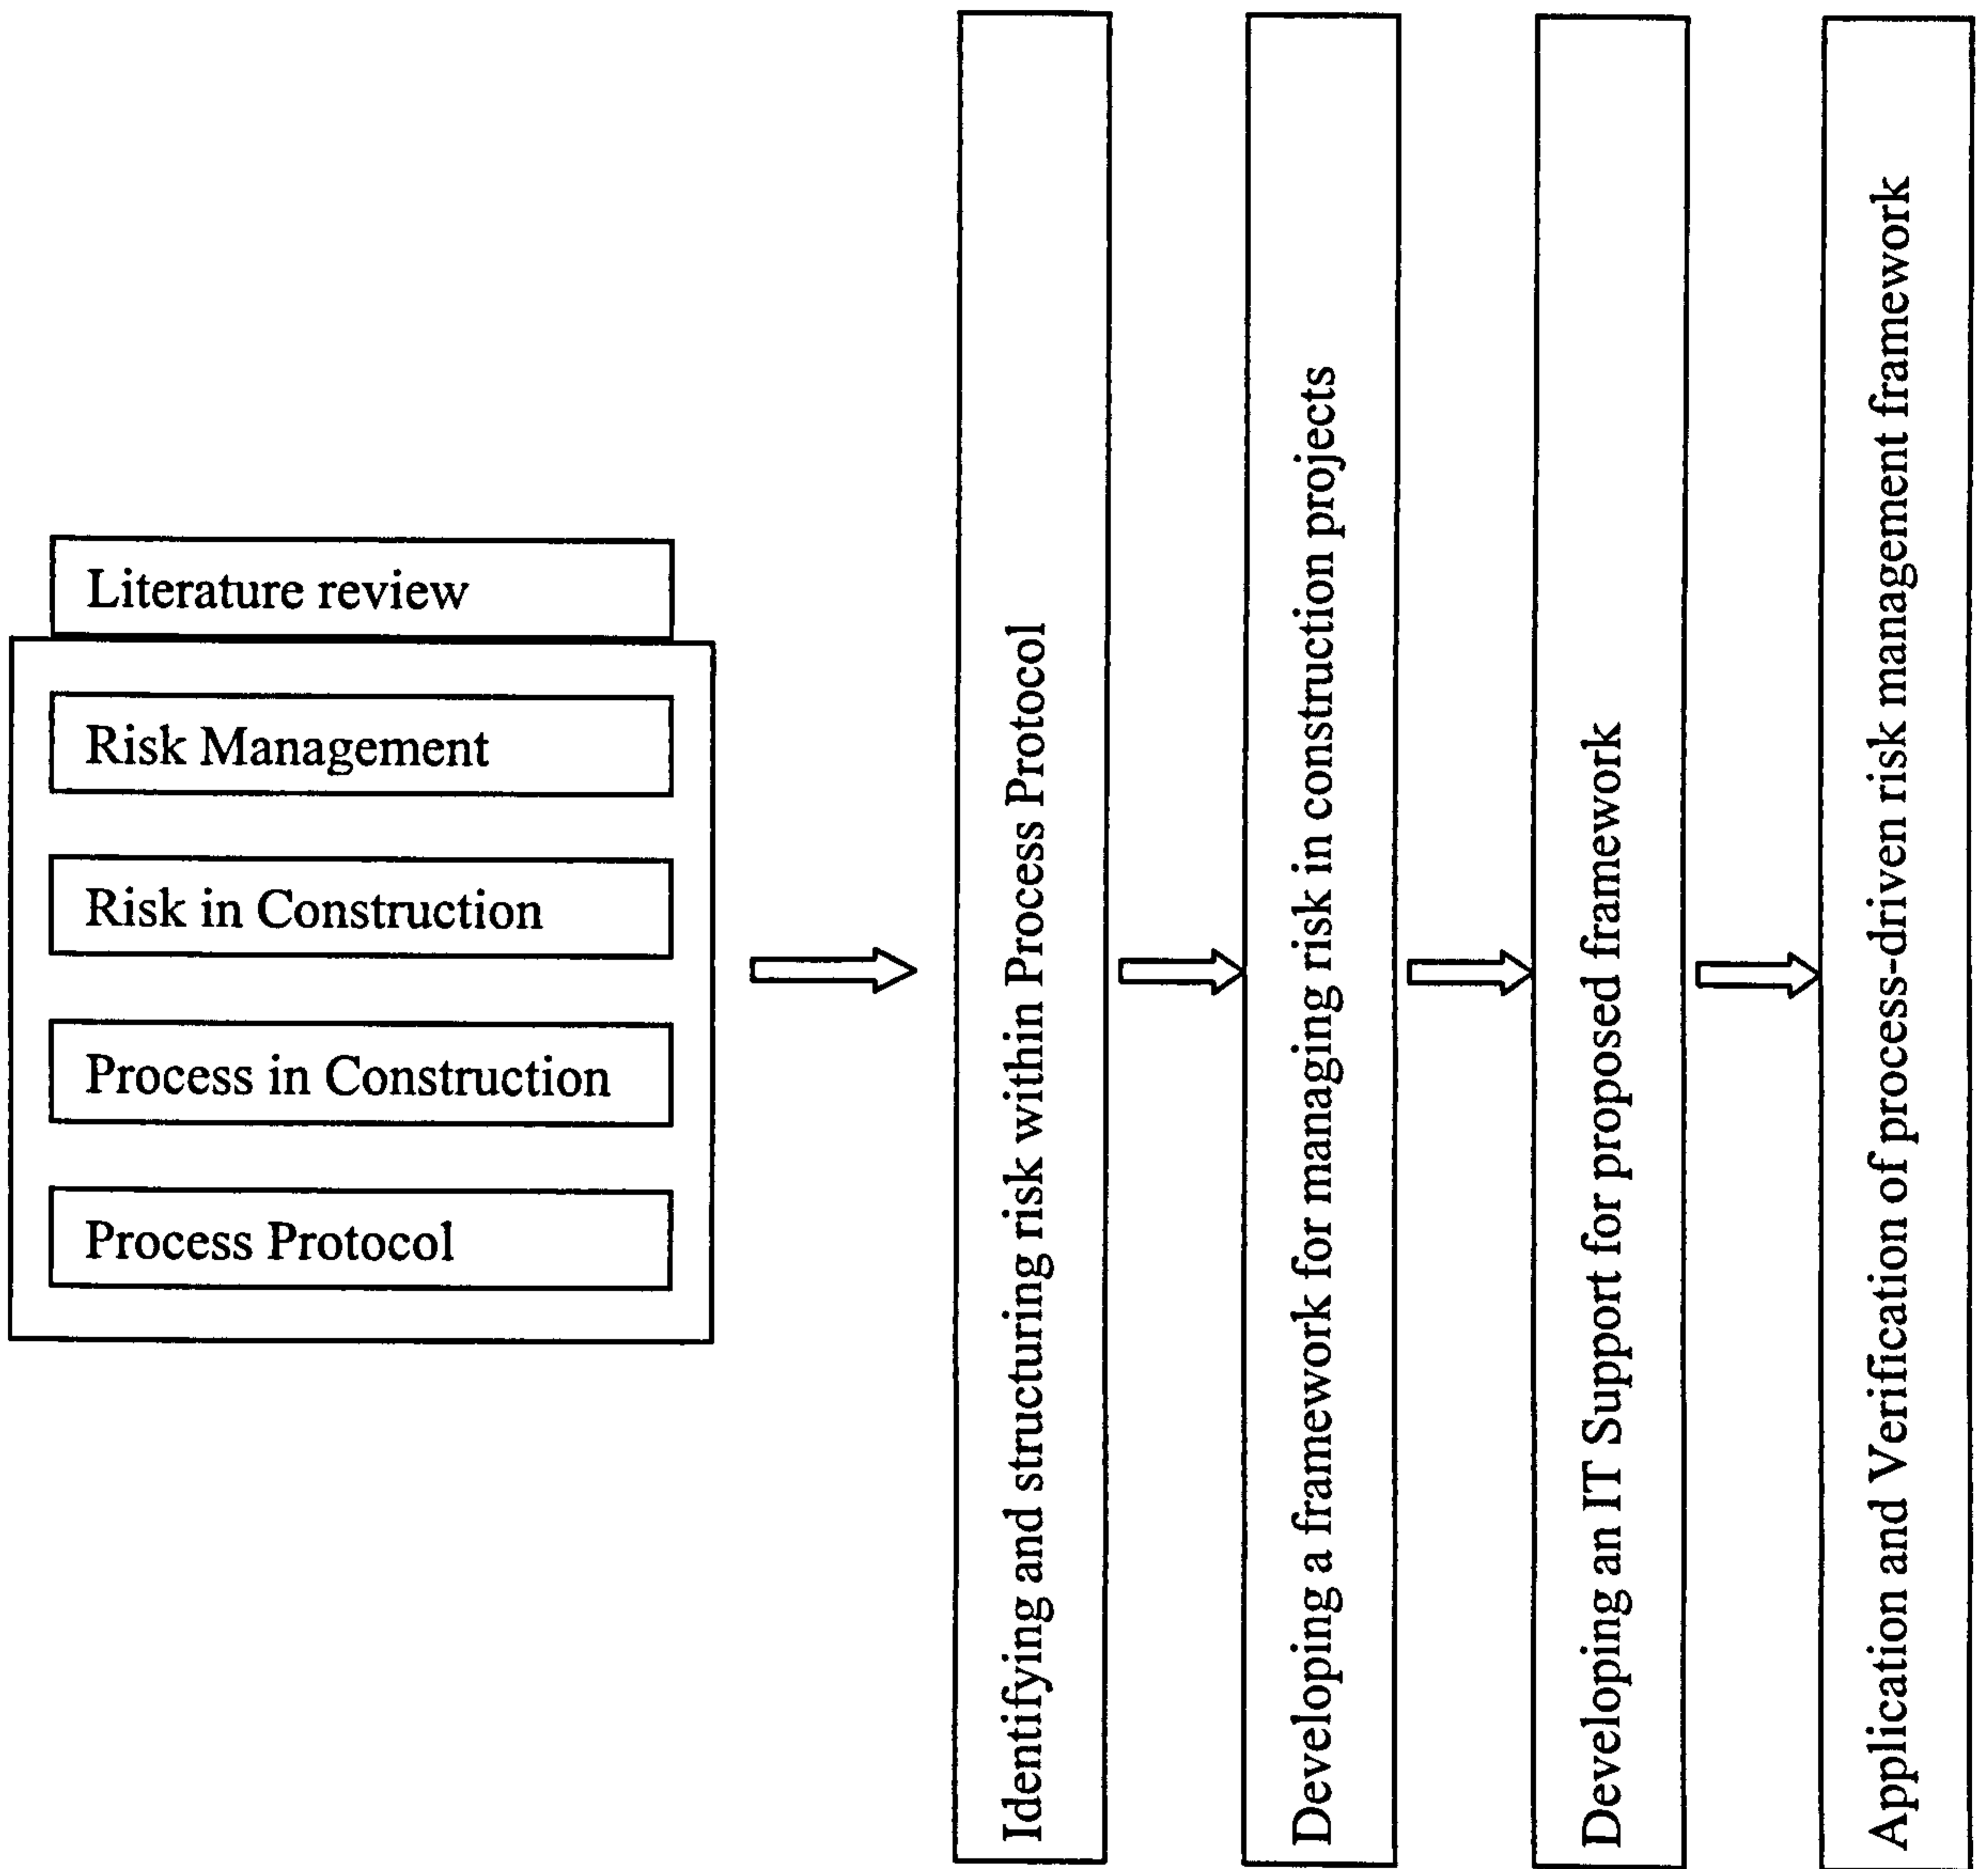 Literature review
Risk Management
Risk in Construction
Process in Construction
Process Protocol
Identifying and structuring risk within Process Protocol
Developing a framework for managing risk in construction projects
Developing an IT Support for proposed framework
Application and Verification of process-driven risk management framework